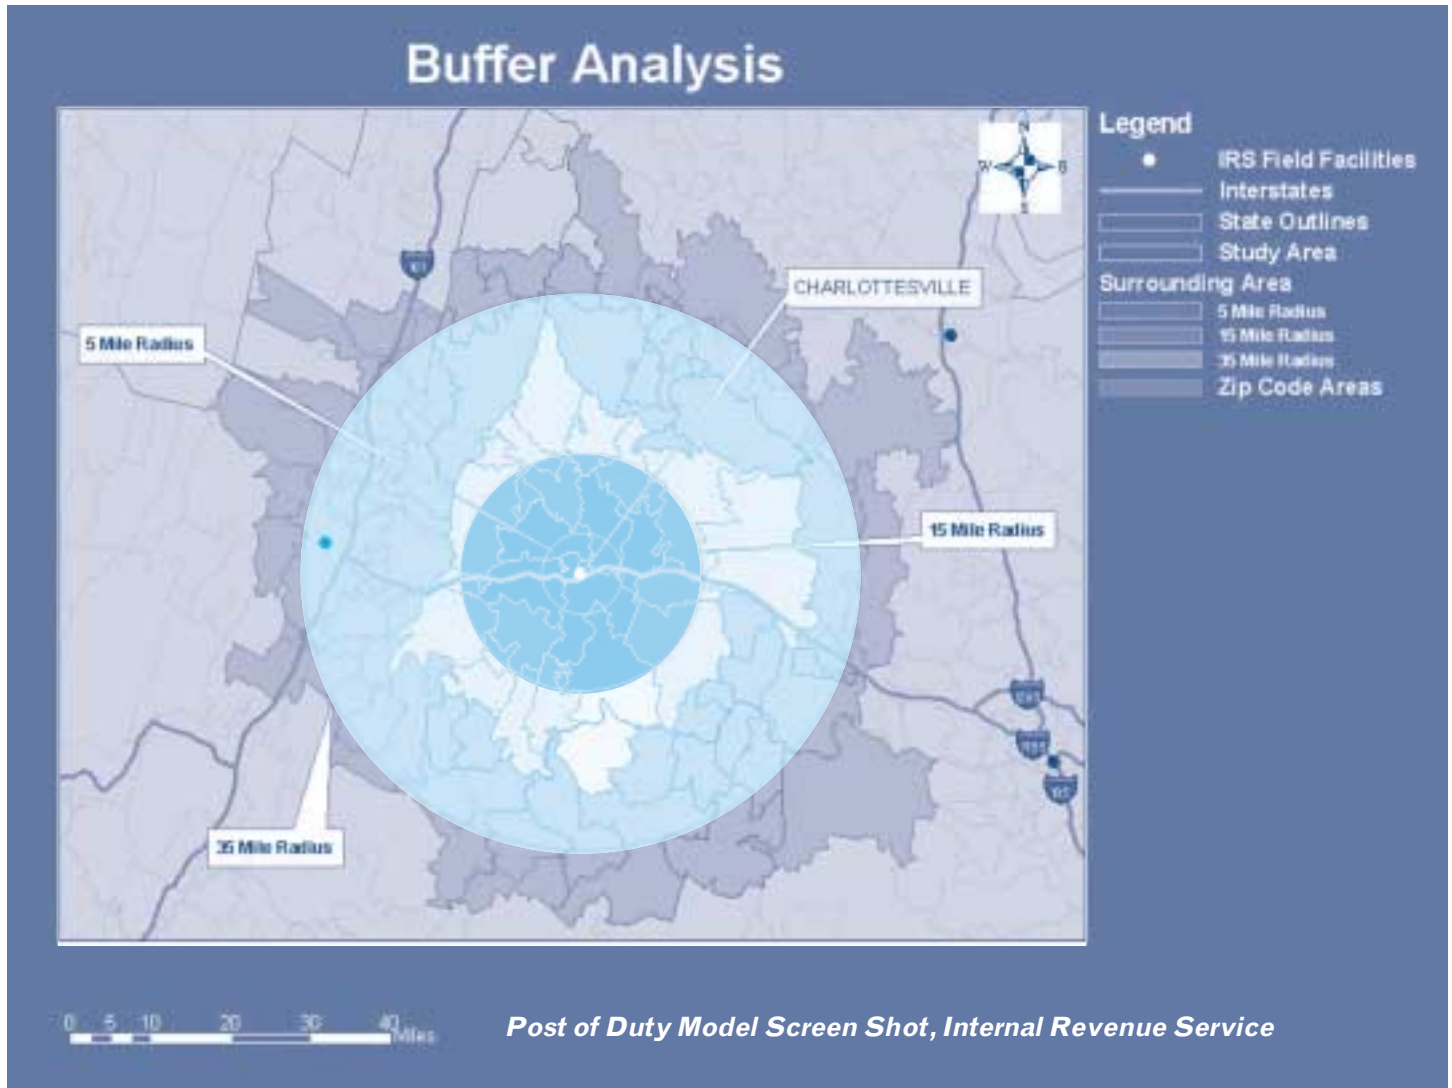 Buffer Analysis
N
W
S
CHARLOTTESVILLE
5 Mile Radius
15 Mile Radius
35 Mile Radius
Legend
IRS Field Facilities
Interstates
State Outlines
Study Area
Surrounding Area
5 Mile Radius
15 Mile Radius
35 Mile Radius
Zip Code Areas
0 5 10 20 30 40
Miles
Post of Duty Model Screen Shot, Internal Revenue Service